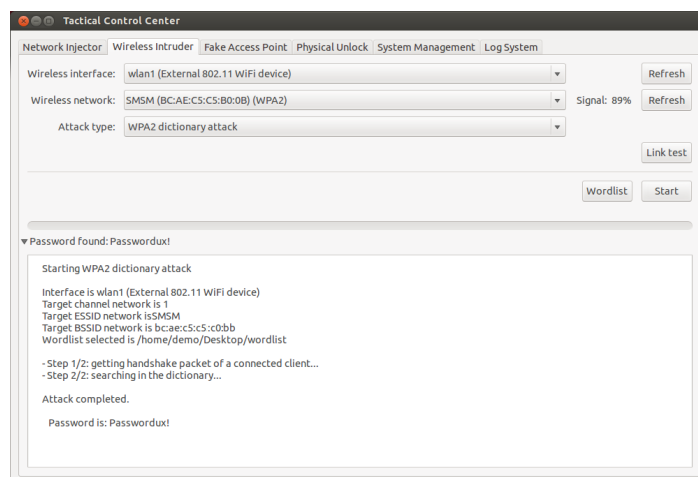 Tactical Control Center
Network Injector Wireless Intruder Fake Access Point Physical Unlock System Management Log System
Wireless interface: wlan1 (External 802.11 WiFi device) Refresh
Wireless network: SMSM (BC:AE:C5:C5:B0:0B) (WPA2) Signal: 89% Refresh
Attack type: WPA2 dictionary attack
Link test
Wordlist Start
Password found: Passwordux!
Starting WPA2 dictionary attack
Interface is wlan1 (External 802.11 WiFi device)
Target channel network is 1
Target ESSID network isSMSM
Target BSSID network is bc:ae:c5:c5:c0:bb
Wordlist selected is /home/demo/Desktop/wordlist
- Step 1/2: getting handshake packet of a connected client...
- Step 2/2: searching in the dictionary...
Attack completed.
Password is: Passwordux!